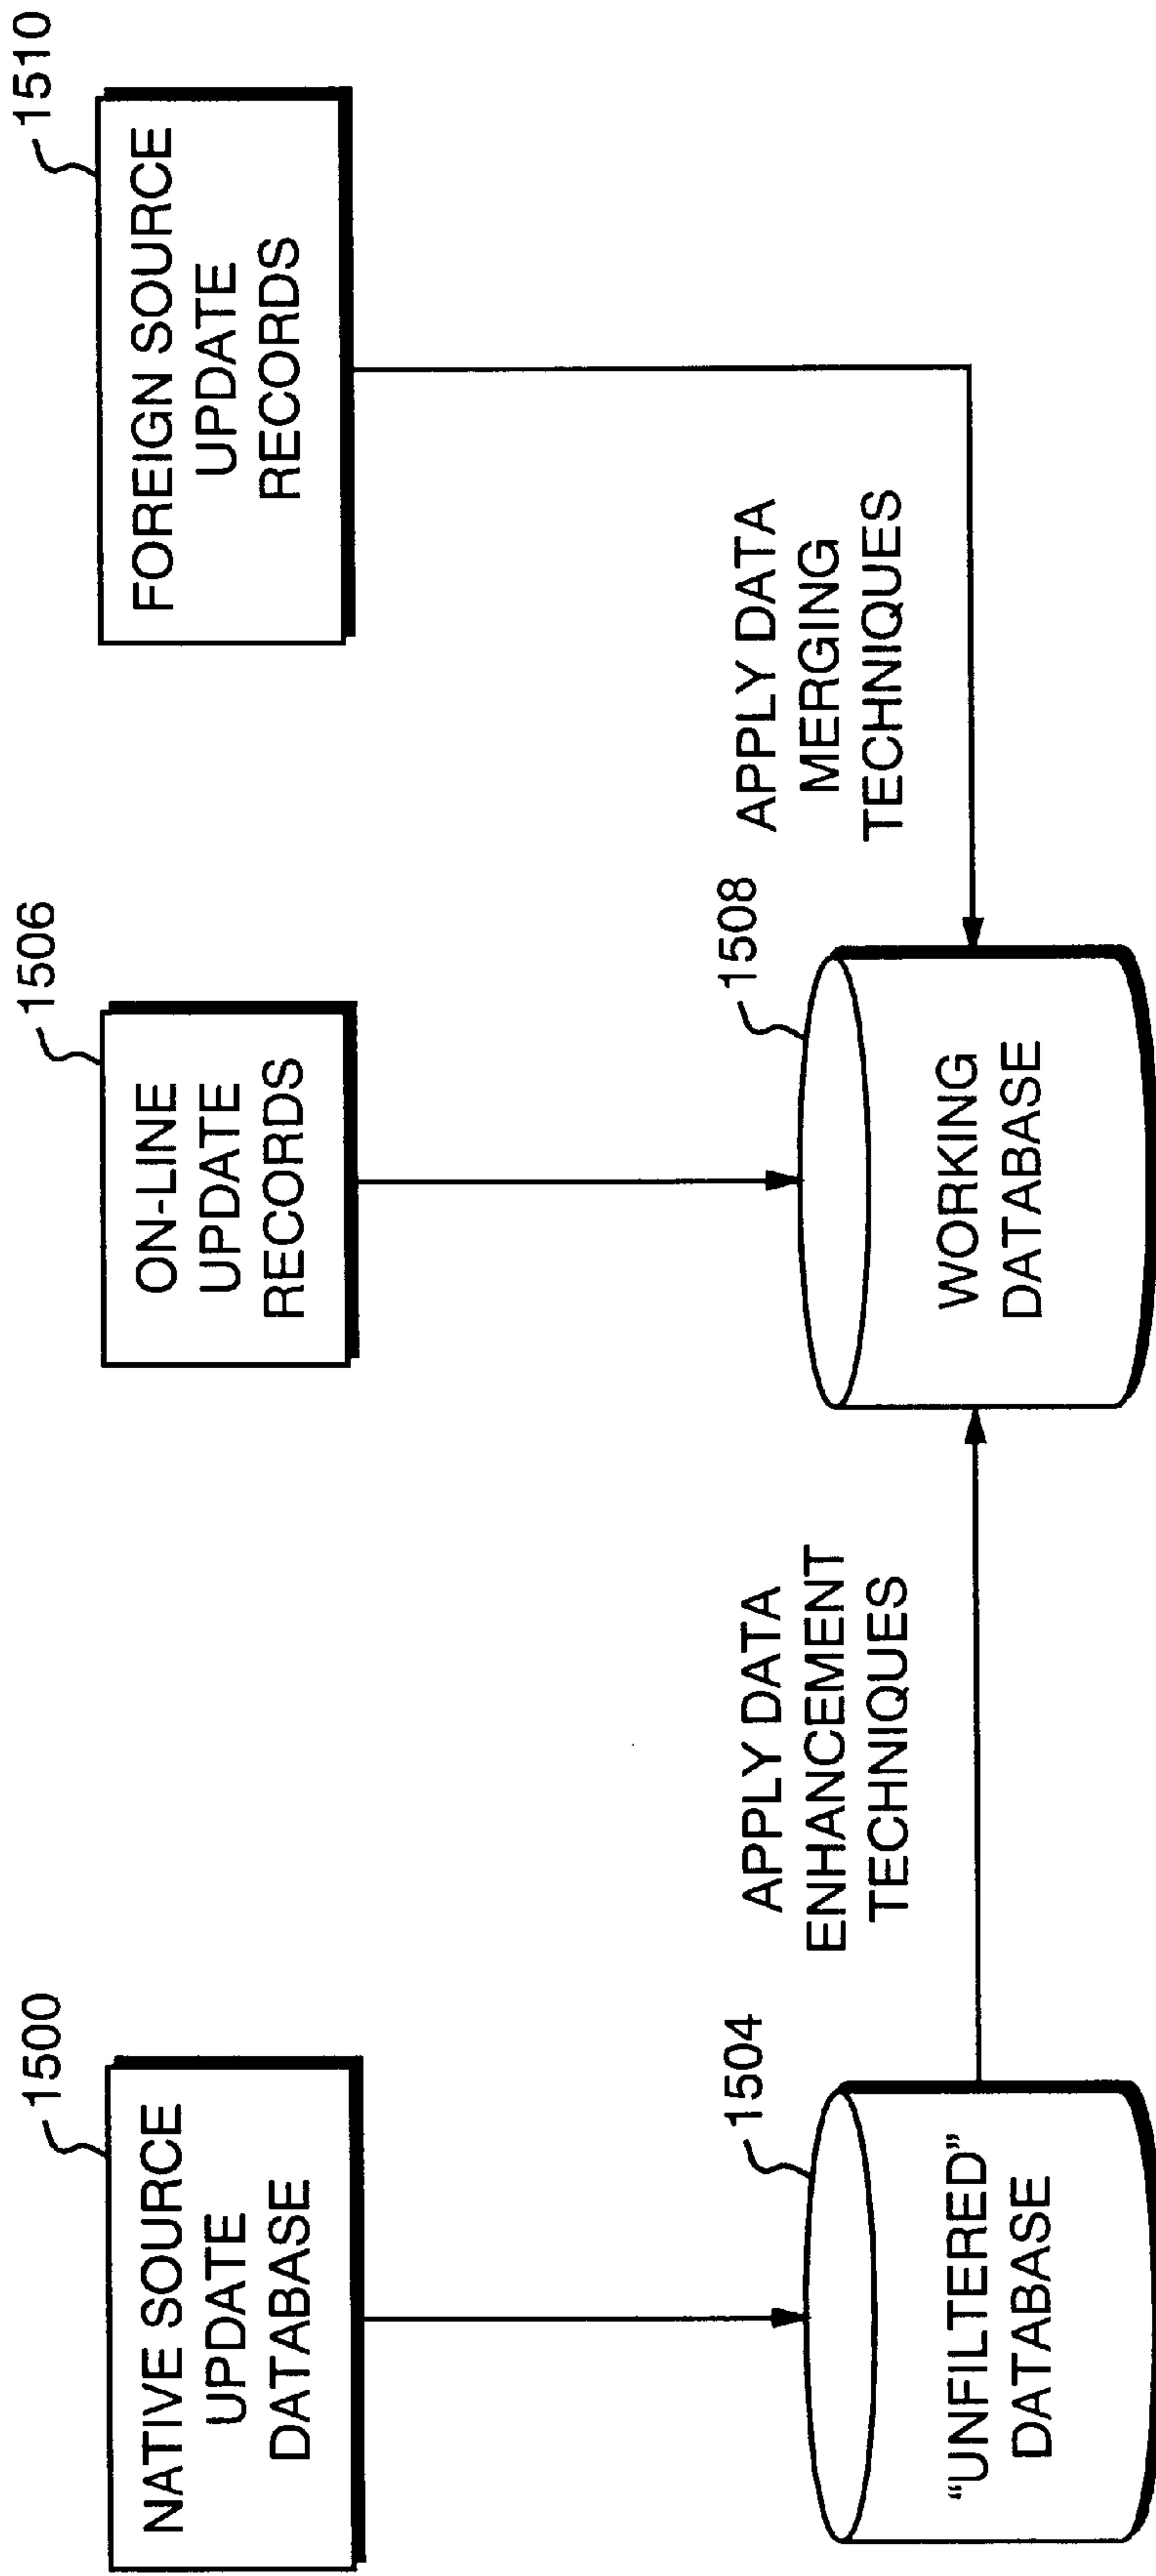 1500
NATIVE SOURCE
UPDATE
DATABASE
1506
ON-LINE
UPDATE
RECORDS
1510
FOREIGN SOURCE
UPDATE
RECORDS
1504
“UNFILTERED”
DATABASE
APPLY DATA
ENHANCEMENT
TECHNIQUES
1508
WORKING
DATABASE
APPLY DATA
MERGING
TECHNIQUES